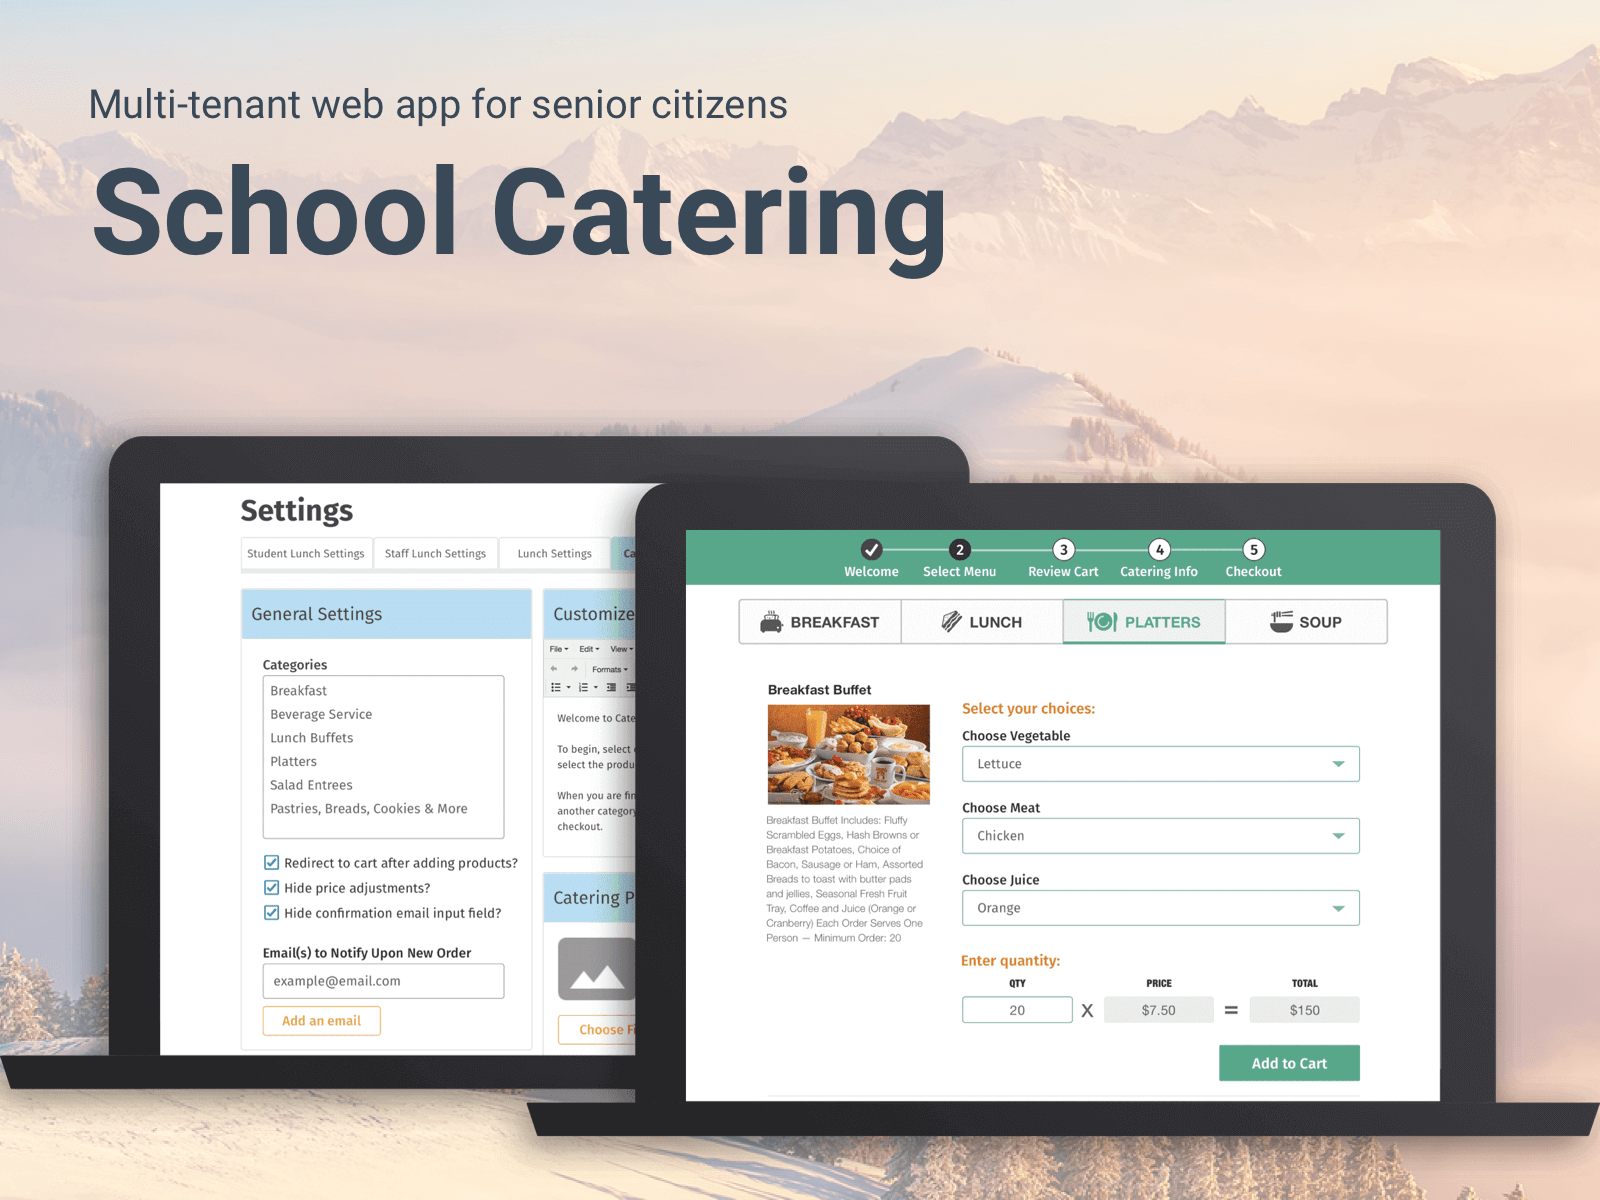 Multi-tenant web app for senior citizens
School Catering
Settings
Student Lunch Settings
Staff Lunch Settings
Lunch Settings
General Settings
Categories
Breakfast
Beverage Service
Lunch Buffets
Platters
Salad Entrees
Pastries, Breads, Cookies & More
Redirect to cart after adding products?
Hide price adjustments?
Hide confirmation email input field?
Email(s) to Notify Upon New Order
example@email.com
Add an email
Customize
File Edit View
Formats
Welcome to Cate
To begin, select
select the produ
When you are fin
another category
checkout.
Catering P
Choose Fi
2 3 4 5
Welcome Select Menu Review Cart Catering Info Checkout
BREAKFAST LUNCH PLATTERS SOUP
Breakfast Buffet
Breakfast Buffet Includes: Fluffy
Scrambled Eggs, Hash Browns or
Breakfast Potatoes, Choice of
Bacon, Sausage or Ham, Assorted
Breads to toast with butter pads
and jellies, Seasonal Fresh Fruit
Tray, Coffee and Juice (Orange or
Cranberry) Each Order Serves One
Person — Minimum Order: 20
Select your choices:
Choose Vegetable
Lettuce
Choose Meat
Chicken
Choose Juice
Orange
Enter quantity:
QTY PRICE TOTAL
20 X $7.50 = $150
Add to Cart